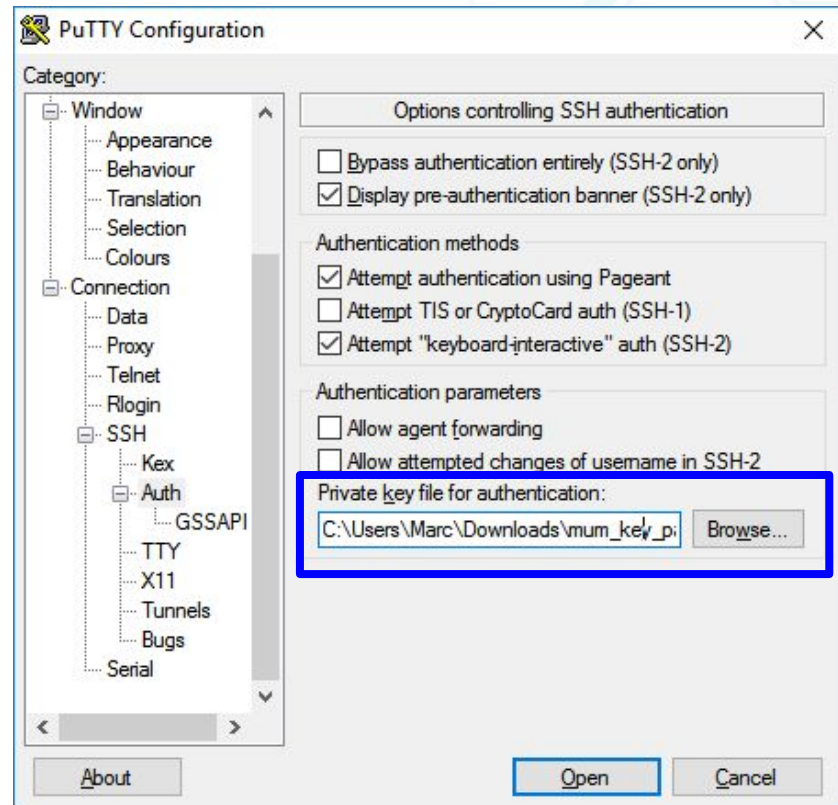 PuTTY Configuration
Category:
Window
Appearance
Behaviour
Translation
Selection
Colours
Connection
Data
Proxy
Telnet
Rlogin
SSH
Kex
Auth
GSSAPI
TTY
X11
Tunnels
Bugs
Serial
Options controlling SSH authentication
Bypass authentication entirely (SSH-2 only)
Display pre-authentication banner (SSH-2 only)
Authentication methods
Attempt authentication using Pageant
Attempt TIS or CryptoCard auth (SSH-1)
Attempt "keyboard-interactive" auth (SSH-2)
Authentication parameters
Allow agent forwarding
Allow attempted changes of username in SSH-2
Private key file for authentication:
C:\Users\Marc\Downloads\mum_key_pa
Browse...
About
Open
Cancel